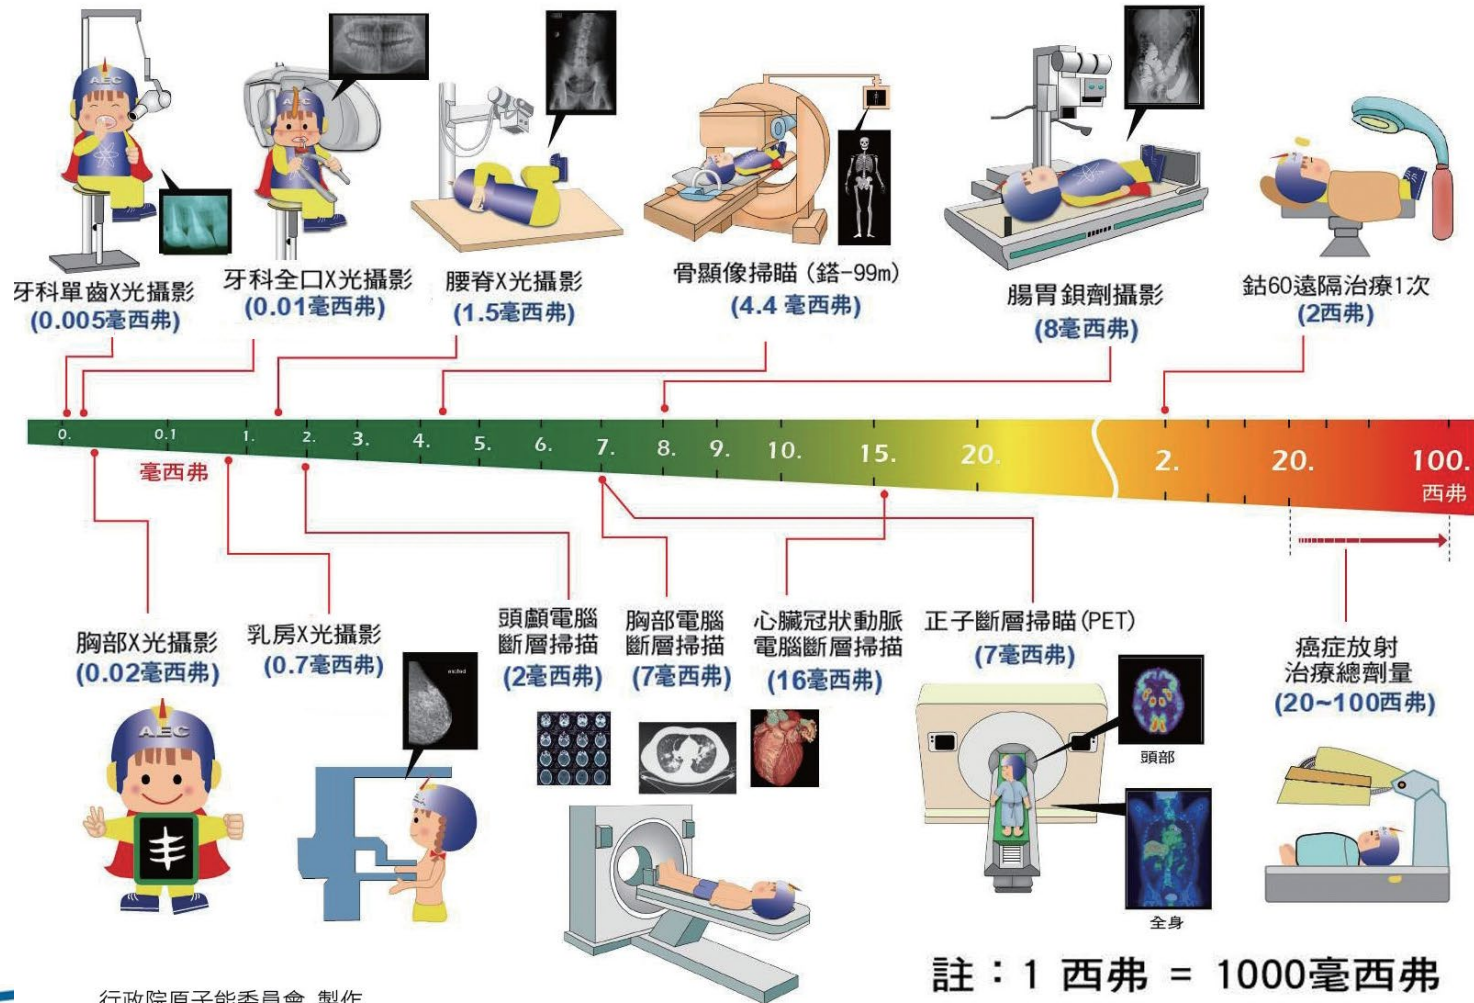 AEC
AEC
牙科單齒X光攝影
(0.005毫西弗)
牙科全口X光攝影
(0.01毫西弗)
腰脊X光攝影
(1.5毫西弗)
骨顯像掃瞄(鎝-99m)
(4.4 毫西弗)
腸胃鋇劑攝影
(8毫西弗)
鈷60遠隔治療1次
(2西弗)
0. 0.1 1. 2. 3. 4. 5. 6. 7. 8. 9. 10. 15. 20. 2. 20. 100.
毫西弗
西弗
胸部X光攝影
(0.02毫西弗)
乳房X光攝影
(0.7毫西弗)
頭顱電腦
斷層掃描
(2毫西弗)
胸部電腦
斷層掃描
(7毫西弗)
心臟冠狀動脈
電腦斷層掃描
(16毫西弗)
正子斷層掃瞄(PET)
(7毫西弗)
癌症放射
治療總劑量
(20~100西弗)
AEC
頭部
全身
註：1 西弗 = 1000毫西弗
行政院原子能委員會 製作